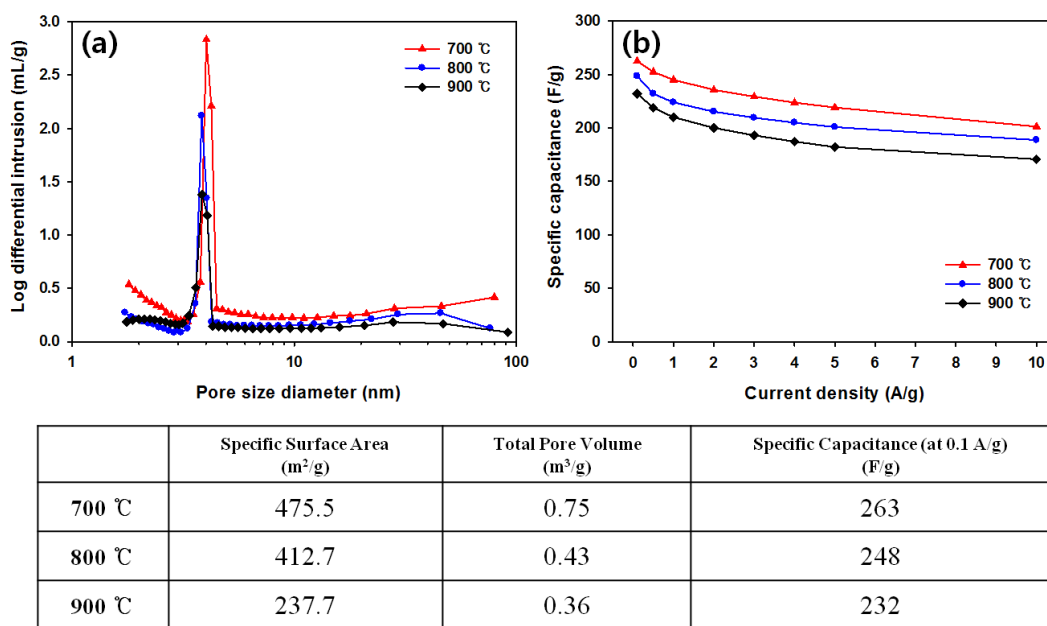 (a)
Log differential intrusion (mL/g)
3.0
2.5
2.0
1.5
1.0
0.5
0.0
700 ℃
800 ℃
900 ℃
1
10
100
Pore size diameter (nm)
(b)
Specific capacitance (F/g)
300
250
200
150
100
50
0
700 ℃
800 ℃
900 ℃
0 1 2 3 4 5 6 7 8 9 10
Current density (A/g)
Specific Surface Area
(m²/g)
Total Pore Volume
(m³/g)
Specific Capacitance (at 0.1 A/g)
(F/g)
700 ℃ 475.5 0.75 263
800 ℃ 412.7 0.43 248
900 ℃ 237.7 0.36 232